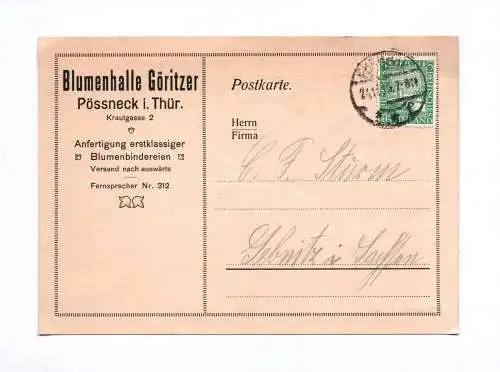 Blumenhalle Göritzer
Pössneck i. Thür.
Krautgasse 2
Anfertigung erstklassiger
Blumenbindereien
Versand nach auswärts
Fernsprecher Nr. 312
Postkarte.
Herrn
Firma
C. F. Sturm
Sebnitz i Sachsen